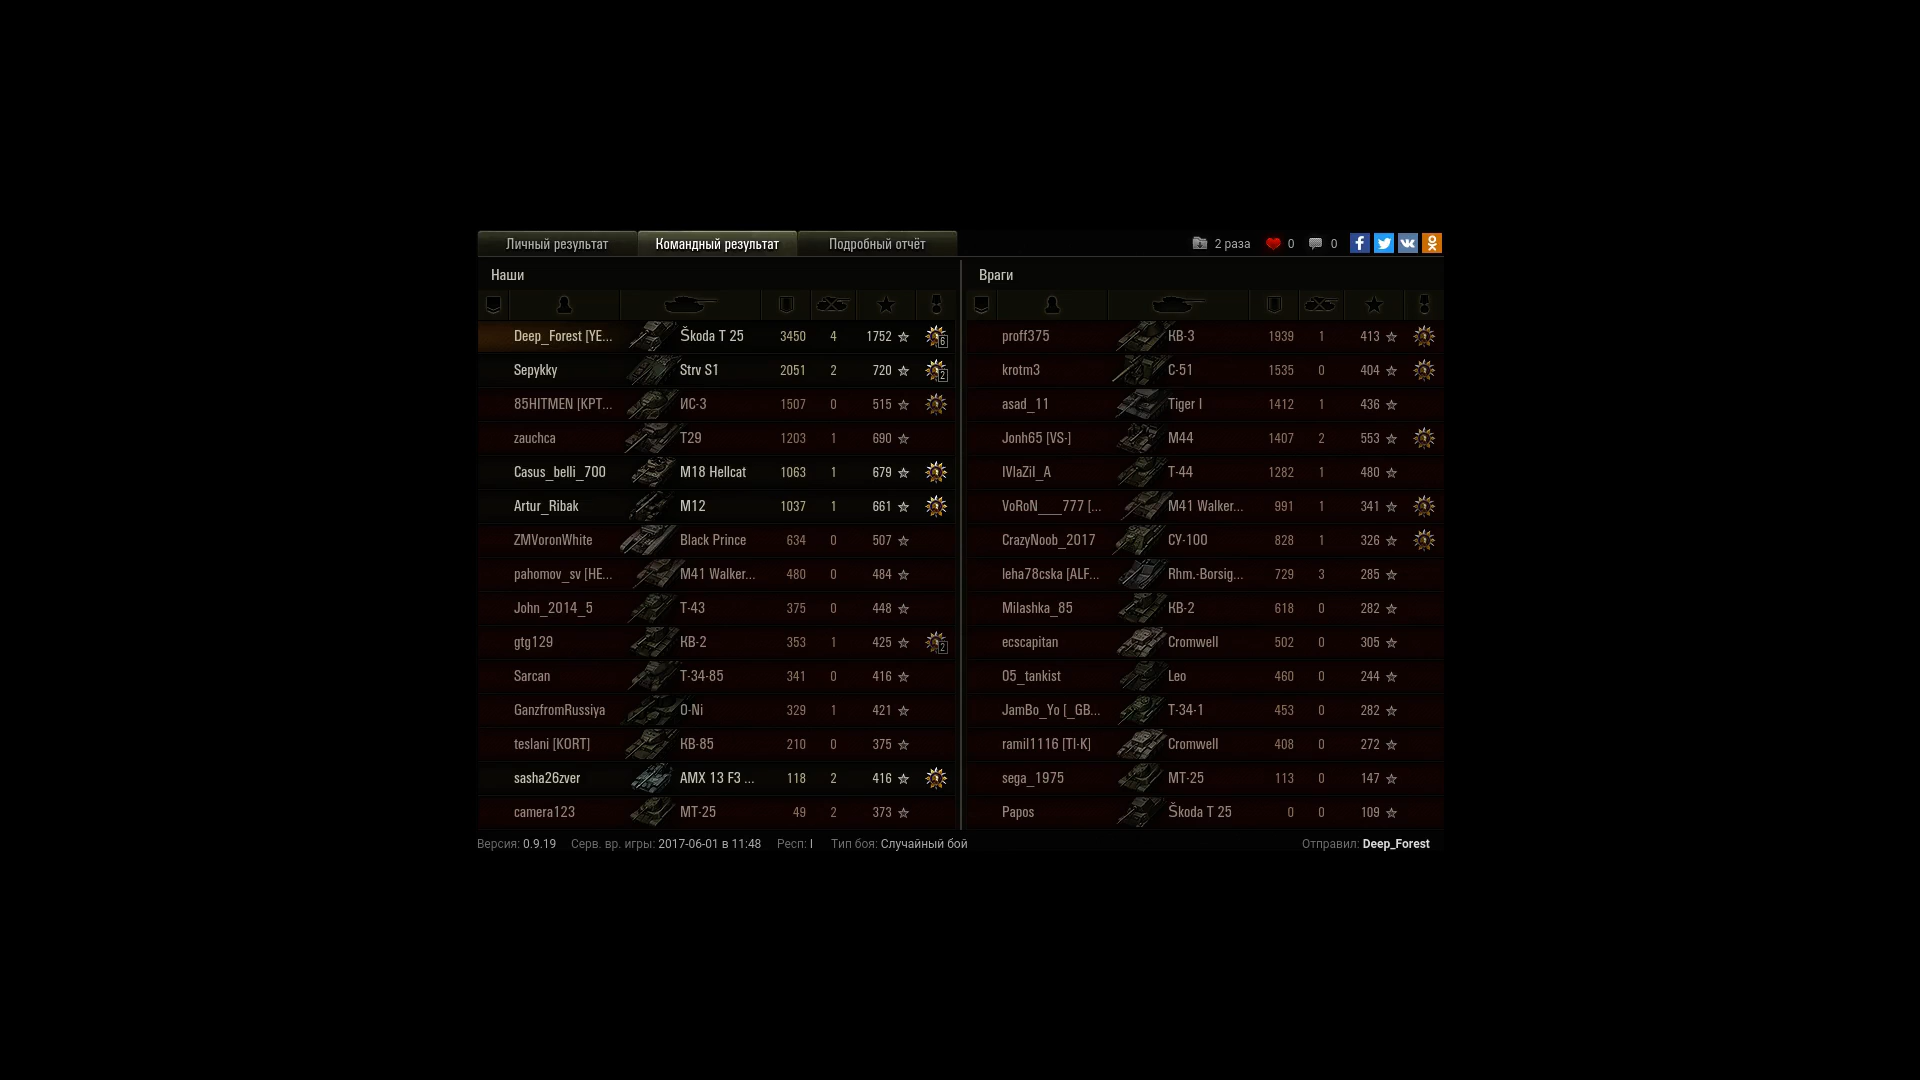 Личный результат Командный результат Подробный отчёт 2 раза 0 0
Наши Враги
Deep_Forest [YE... Škoda T 25 3450 4 1752 6 proff375 КВ-3 1939 1 413
Sepykky Strv S1 2051 2 720 2 krotm3 С-51 1535 0 404
85HITMEN [KPT... ИС-3 1507 0 515 asad_11 Tiger I 1412 1 436
zauchca T29 1203 1 690 Jonh65 [VS-] M44 1407 2 553
Casus_belli_700 M18 Hellcat 1063 1 679 IVIaZiI_A Т-44 1282 1 480
Artur_Ribak M12 1037 1 661 VoRoN___777 [... M41 Walker... 991 1 341
ZMVoronWhite Black Prince 634 0 507 CrazyNoob_2017 СУ-100 828 1 326
pahomov_sv [HE... M41 Walker... 480 0 484 leha78cska [ALF... Rhm.-Borsig... 729 3 285
John_2014_5 Т-43 375 0 448 Milashka_85 КВ-2 618 0 282
gtg129 КВ-2 353 1 425 2 ecscapitan Cromwell 502 0 305
Sarcan Т-34-85 341 0 416 05_tankist Leo 460 0 244
GanzfromRussiya O-Ni 329 1 421 JamBo_Yo [_GB... T-34-1 453 0 282
teslani [KORT] КВ-85 210 0 375 ramil1116 [TI-K] Cromwell 408 0 272
sasha26zver AMX 13 F3 ... 118 2 416 sega_1975 МТ-25 113 0 147
camera123 МТ-25 49 2 373 Papos Škoda T 25 0 0 109
Версия: 0.9.19 Серв. вр. игры: 2017-06-01 в 11:48 Респ: I Тип боя: Случайный бой Отправил: Deep_Forest